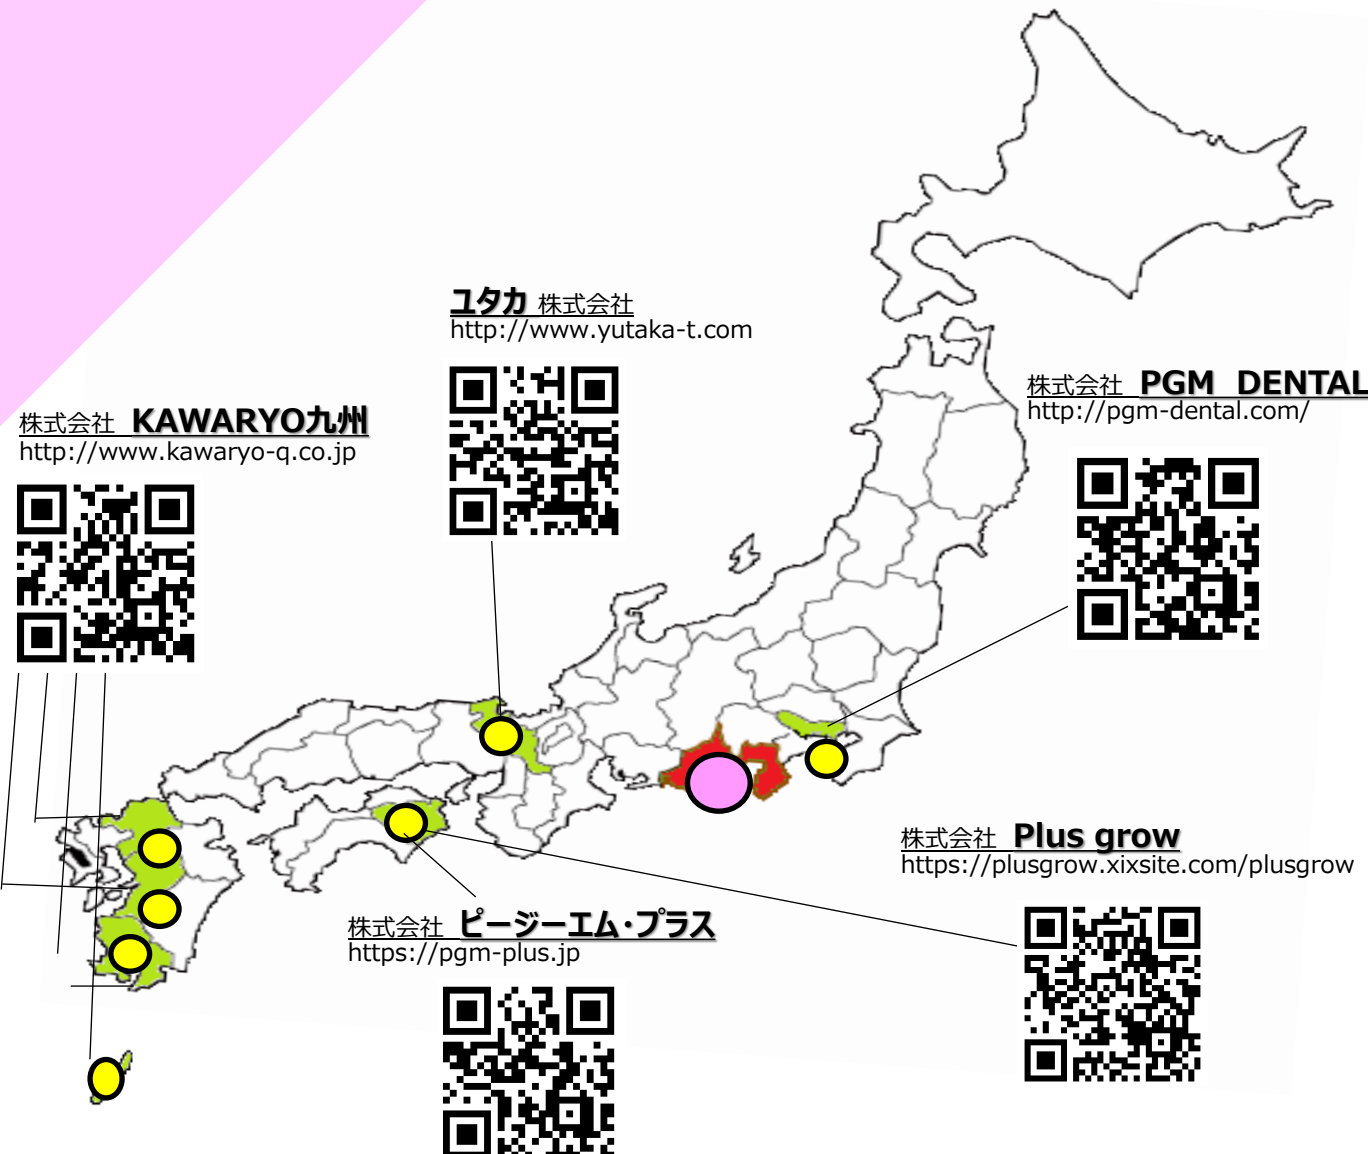 ユタカ 株式会社
http://www.yutaka-t.com
株式会社 PGM DENTAL
http://pgm-dental.com/
株式会社 KAWARYO九州
http://www.kawaryo-q.co.jp
株式会社 Plus grow
https://plusgrow.xixsite.com/plusgrow
株式会社 ピージーエム・プラス
https://pgm-plus.jp